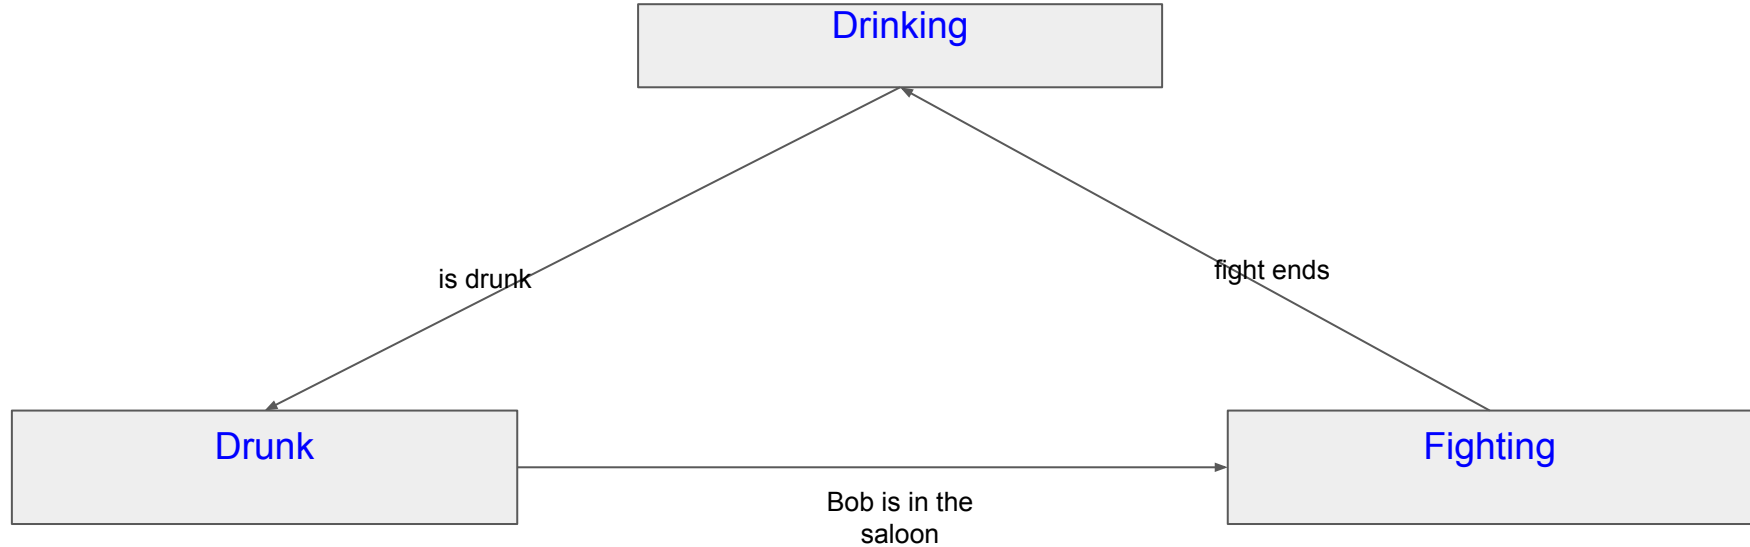 Drinking
is drunk
fight ends
Drunk
Fighting
Bob is in the
saloon